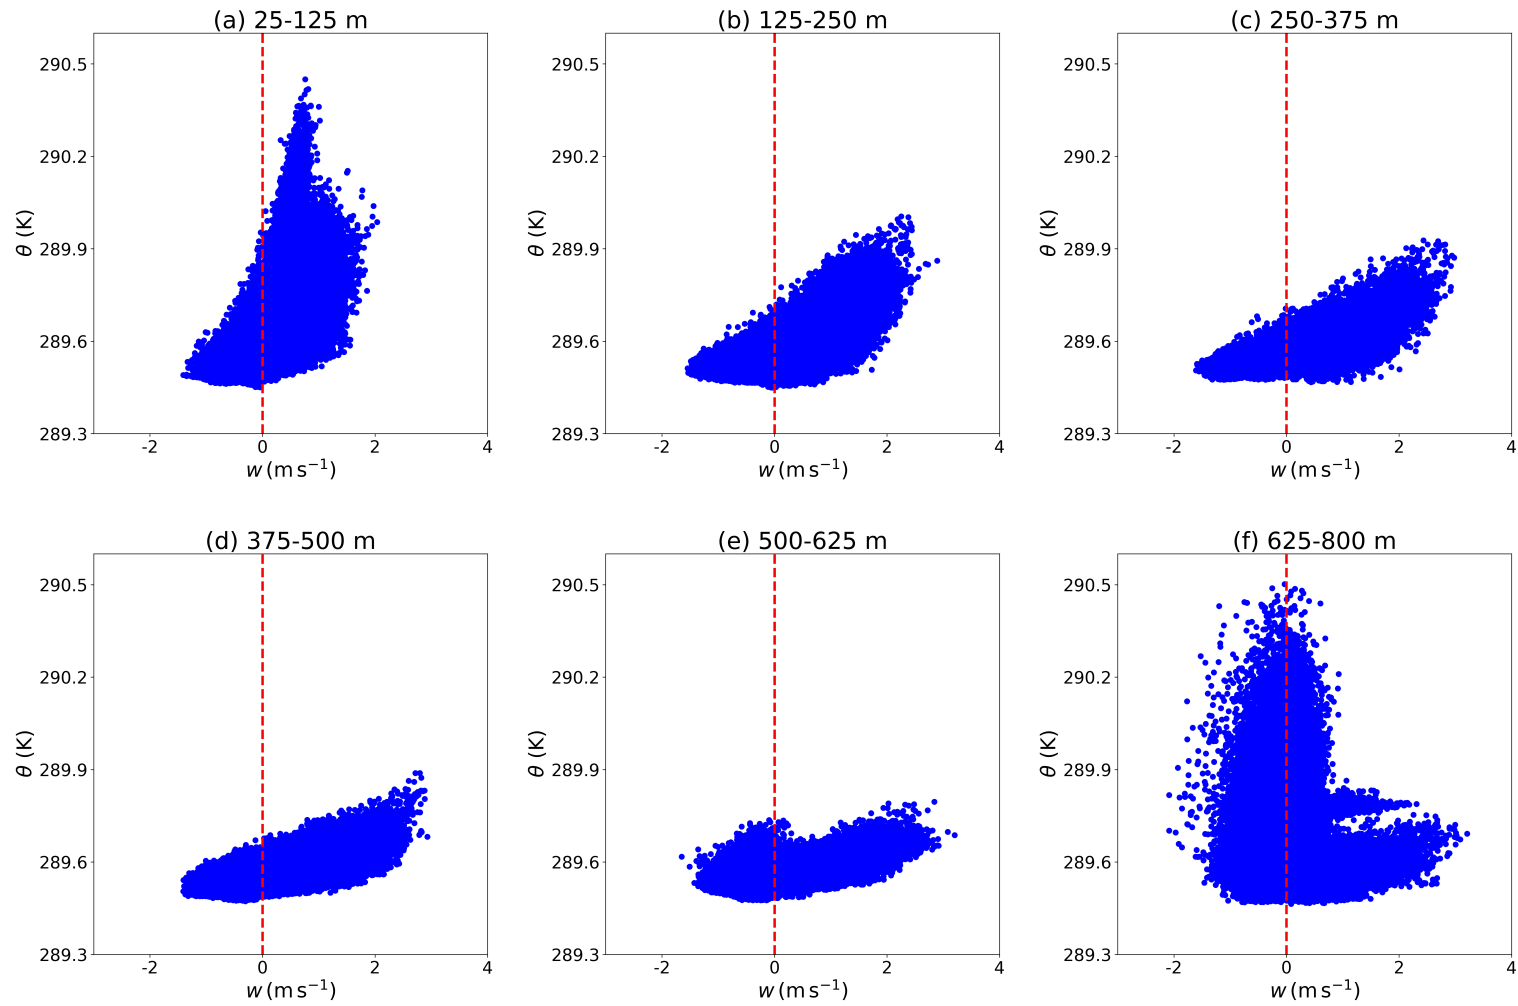 (a) 25-125 m
290.5
290.2
289.9
289.6
289.3
θ (K)
-2 0 2 4
w (m s⁻¹)
(b) 125-250 m
290.5
290.2
289.9
289.6
289.3
θ (K)
-2 0 2 4
w (m s⁻¹)
(c) 250-375 m
290.5
290.2
289.9
289.6
289.3
θ (K)
-2 0 2 4
w (m s⁻¹)
(d) 375-500 m
290.5
290.2
289.9
289.6
289.3
θ (K)
-2 0 2 4
w (m s⁻¹)
(e) 500-625 m
290.5
290.2
289.9
289.6
289.3
θ (K)
-2 0 2 4
w (m s⁻¹)
(f) 625-800 m
290.5
290.2
289.9
289.6
289.3
θ (K)
-2 0 2 4
w (m s⁻¹)